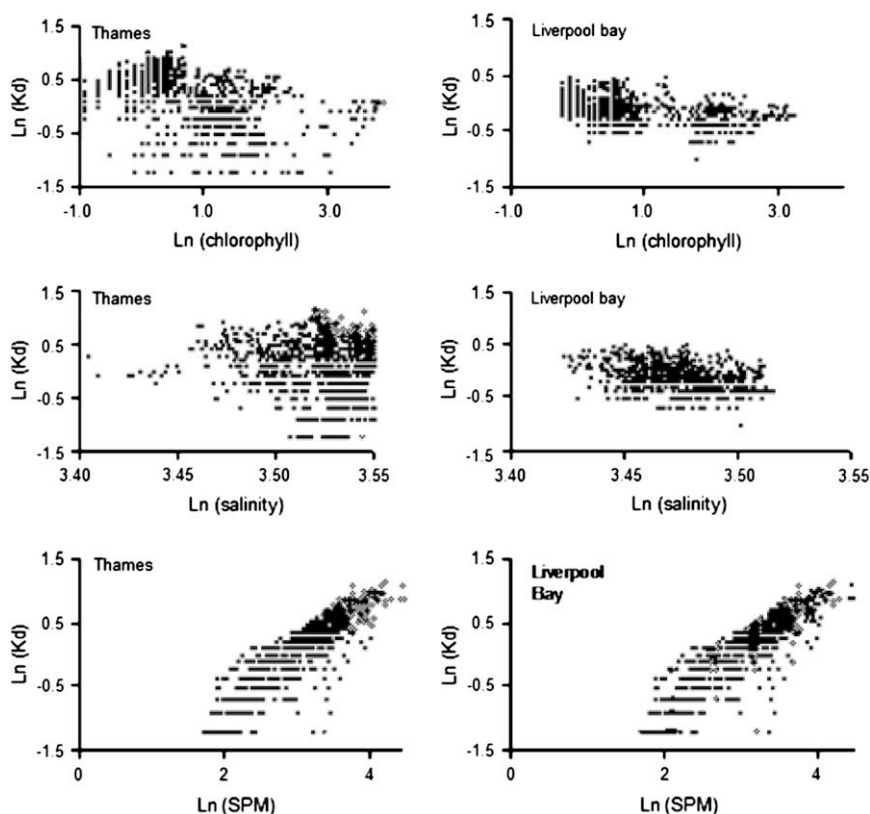 Thames
Liverpool bay
1.5
0.5
-0.5
-1.5
Ln (Kd)
-1.0
1.0
3.0
Ln (chlorophyll)
1.5
0.5
-0.5
-1.5
Ln (Kd)
-1.0
1.0
3.0
Ln (chlorophyll)
Thames
Liverpool bay
1.5
0.5
-0.5
-1.5
Ln (Kd)
3.40
3.45
3.50
3.55
Ln (salinity)
1.5
0.5
-0.5
-1.5
Ln (Kd)
3.40
3.45
3.50
3.55
Ln (salinity)
Thames
Liverpool
Bay
1.5
0.5
-0.5
-1.5
Ln (Kd)
0
2
4
Ln (SPM)
1.5
0.5
-0.5
-1.5
Ln (Kd)
0
2
4
Ln (SPM)